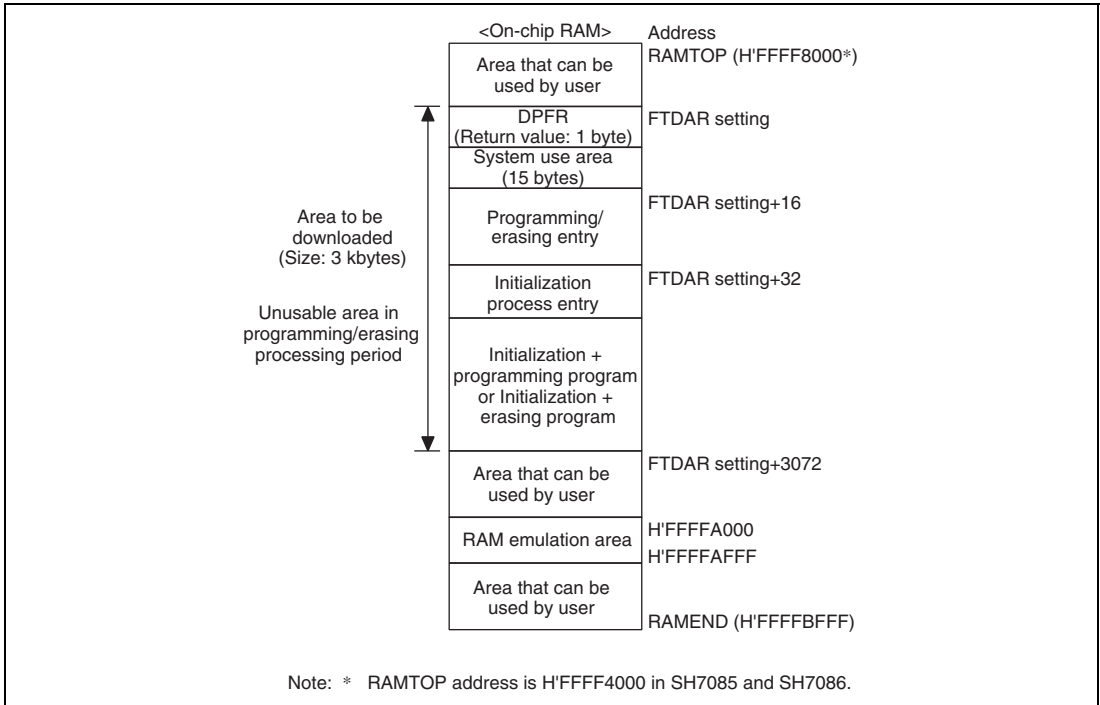 <On-chip RAM>
Address
RAMTOP (H'FFFF8000*)
Area that can be
used by user
DPFR
(Return value: 1 byte)
FTDAR setting
System use area
(15 bytes)
FTDAR setting+16
Programming/
erasing entry
Area to be
downloaded
(Size: 3 kbytes)
FTDAR setting+32
Initialization
process entry
Unusable area in
programming/erasing
processing period
Initialization +
programming program
or Initialization +
erasing program
FTDAR setting+3072
Area that can be
used by user
H'FFFFA000
RAM emulation area
H'FFFFAFFF
Area that can be
used by user
RAMEND (H'FFFFBFFF)
Note: * RAMTOP address is H'FFFF4000 in SH7085 and SH7086.